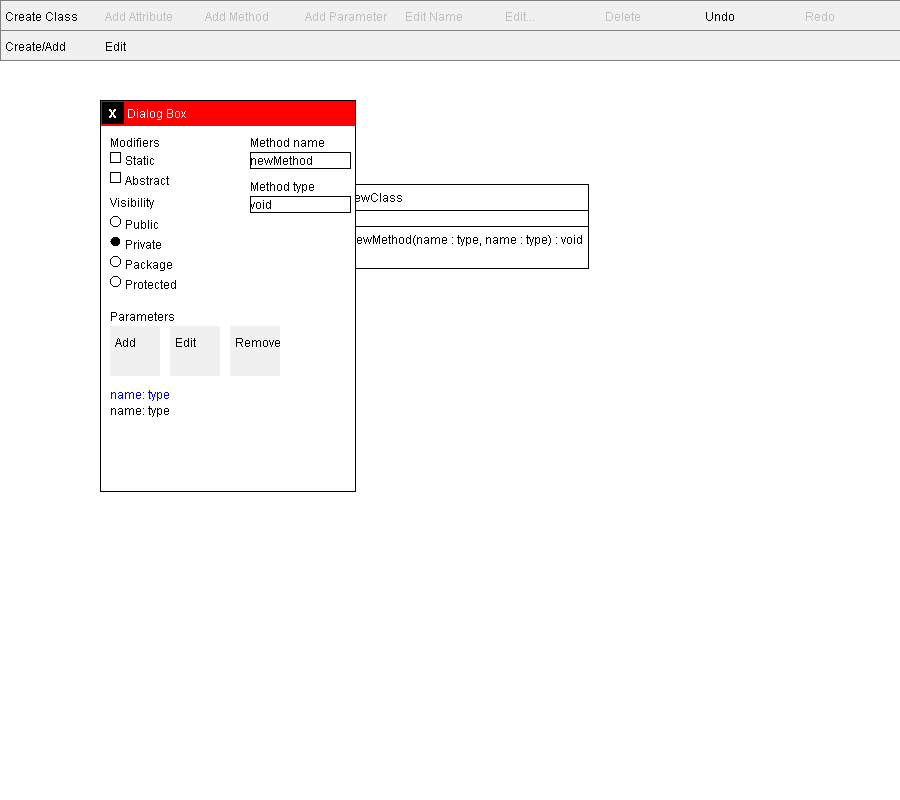 Create Class Add Attribute Add Method Add Parameter Edit Name Edit... Delete Undo Redo
Create/Add Edit
X Dialog Box
Modifiers
Static
Abstract
Visibility
Public
Private
Package
Protected
Method name
newMethod
Method type
void
Parameters
Add Edit Remove
name: type
name: type
ewClass
ewMethod(name : type, name : type) : void